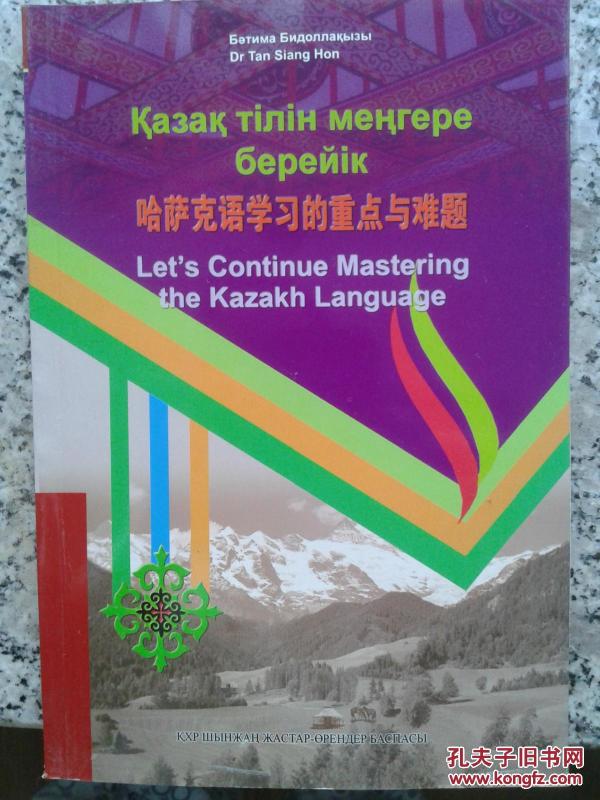 Бәтима Бидоллақызы
Dr Tan Siang Hon
Қазақ тілін меңгере
берейік
哈萨克语学习的重点与难题
Let's Continue Mastering
the Kazakh Language
ҚХР ШЫНЖАҢ ЖАСТАР-ӨРЕНДЕР БАСПАСЫ
孔夫子旧书网
www.kongfz.com